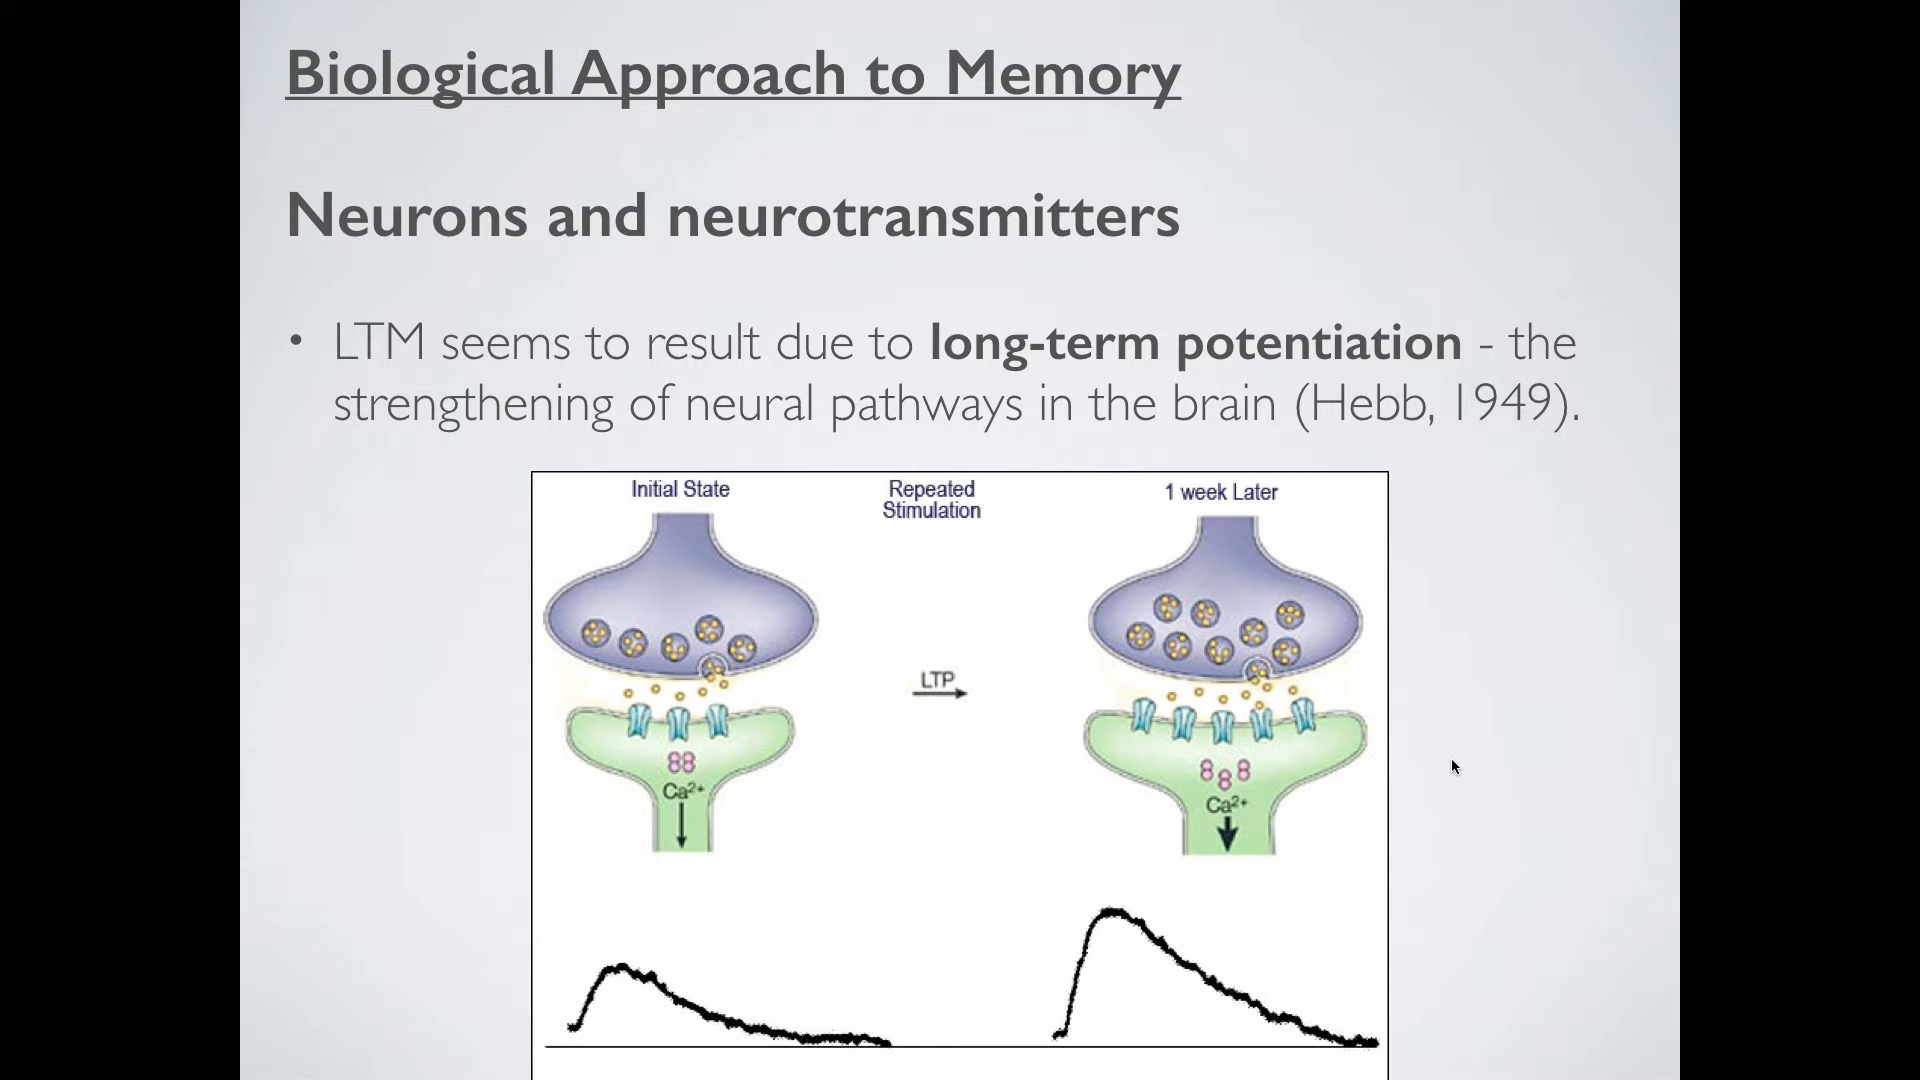 Biological Approach to Memory
Neurons and neurotransmitters
• LTM seems to result due to long-term potentiation - the
strengthening of neural pathways in the brain (Hebb, 1949).
Initial State
Repeated
Stimulation
1 week Later
LTP
Ca²⁺
Ca²⁺